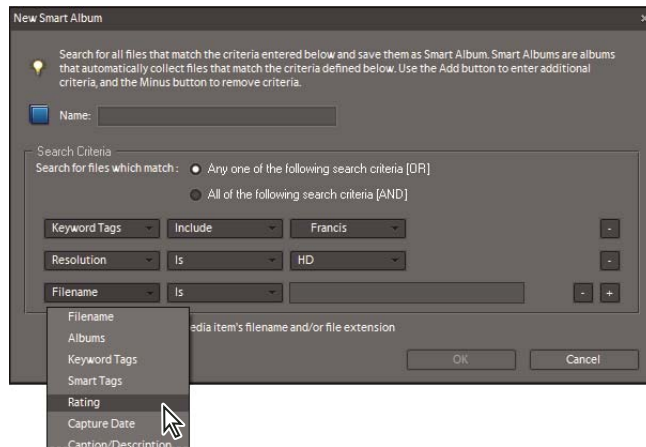 New Smart Album
Search for all files that match the criteria entered below and save them as Smart Album. Smart Albums are albums
that automatically collect files that match the criteria defined below. Use the Add button to enter additional
criteria, and the Minus button to remove criteria.
Name:
Search Criteria
Search for files which match : Any one of the following search criteria [OR]
All of the following search criteria [AND]
Keyword Tags Include Francis -
Resolution Is HD -
Filename Is - +
Filename
edia item's filename and/or file extension
Albums
Keyword Tags
OK Cancel
Smart Tags
Rating
Capture Date
Caption/Description